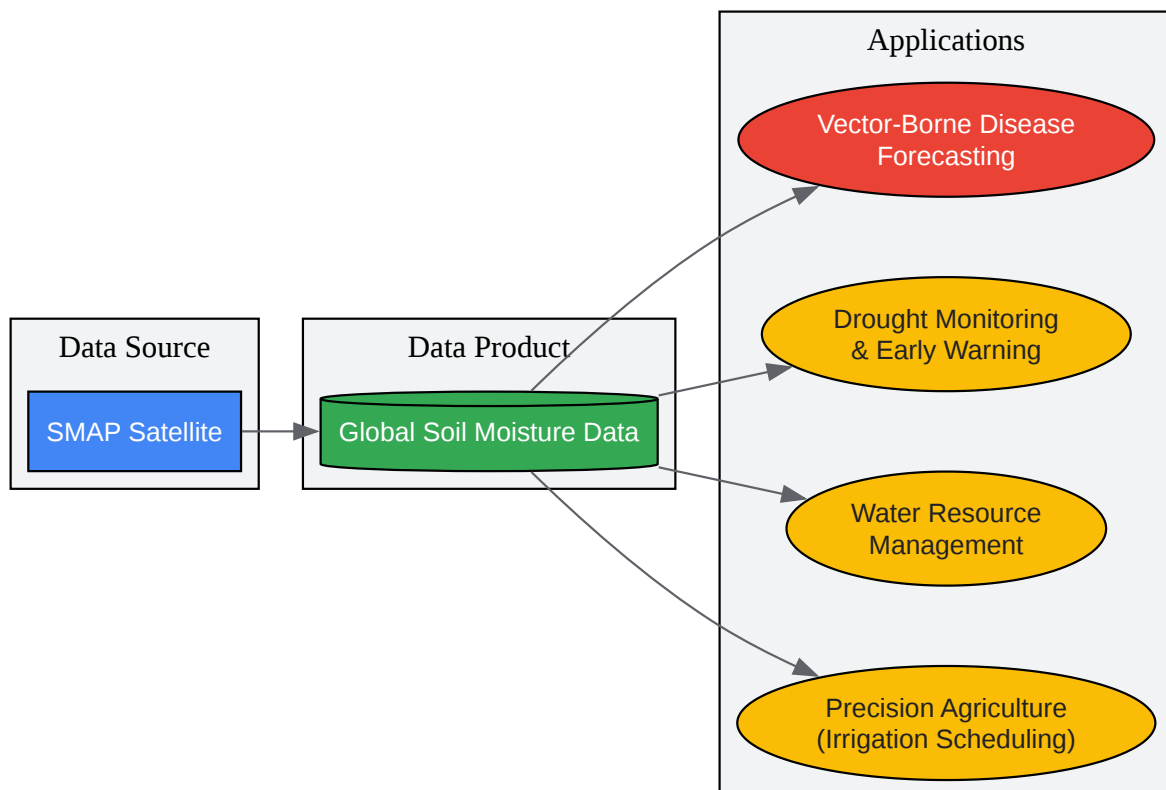 Data Source
SMAP Satellite
Data Product
Global Soil Moisture Data
Applications
Vector-Borne Disease
Forecasting
Drought Monitoring
& Early Warning
Water Resource
Management
Precision Agriculture
(Irrigation Scheduling)